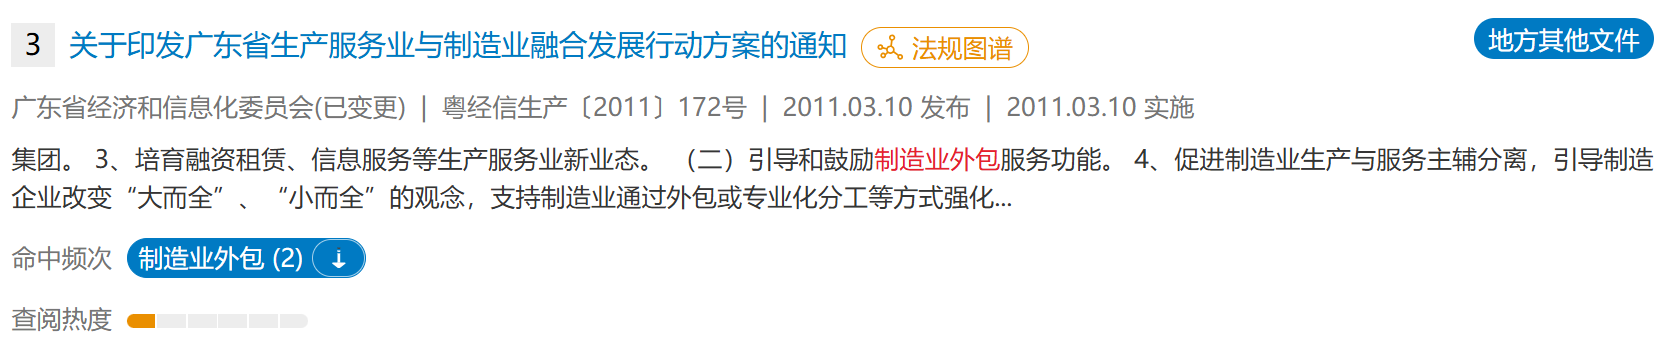 3 关于印发广东省生产服务业与制造业融合发展行动方案的通知 法规图谱 地方其他文件
广东省经济和信息化委员会(已变更) | 粤经信生产〔2011〕172号 | 2011.03.10 发布 | 2011.03.10 实施
集团。 3、培育融资租赁、信息服务等生产服务业新业态。 （二）引导和鼓励制造业外包服务功能。 4、促进制造业生产与服务主辅分离，引导制造
企业改变“大而全”、 “小而全”的观念，支持制造业通过外包或专业化分工等方式强化...
命中频次 制造业外包 (2)
查阅热度